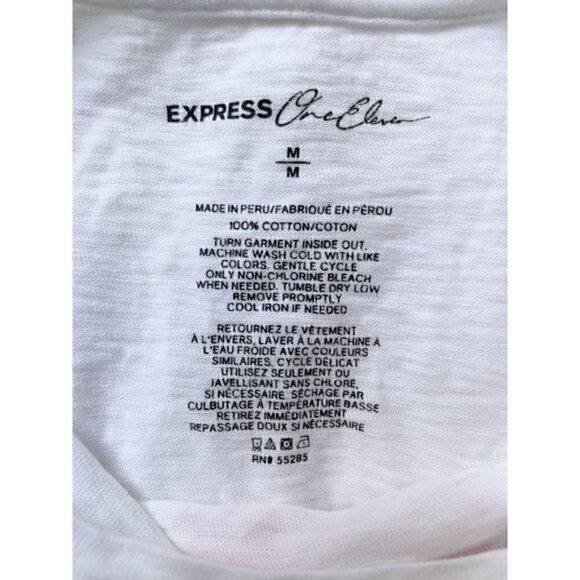 EXPRESS One Eleven
M
M
MADE IN PERU/FABRIQUÉ EN PÉROU
100% COTTON/COTON
TURN GARMENT INSIDE OUT.
MACHINE WASH COLD WITH LIKE
COLORS. GENTLE CYCLE
ONLY NON-CHLORINE BLEACH
WHEN NEEDED. TUMBLE DRY LOW
REMOVE PROMPTLY
COOL IRON IF NEEDED
RETOURNEZ LE VÊTEMENT
À L'ENVERS, LAVER À LA MACHINE À
L'EAU FROIDE AVEC COULEURS
SIMILAIRES. CYCLE DÉLICAT
UTILISEZ SEULEMENT OU
JAVELLISANT SANS CHLORE,
SI NÉCESSAIRE. SÉCHAGE PAR
CULBUTAGE À TEMPÉRATURE BASSE
RETIREZ IMMÉDIATEMENT
REPASSAGE DOUX SI NÉCESSAIRE
RN# 55285